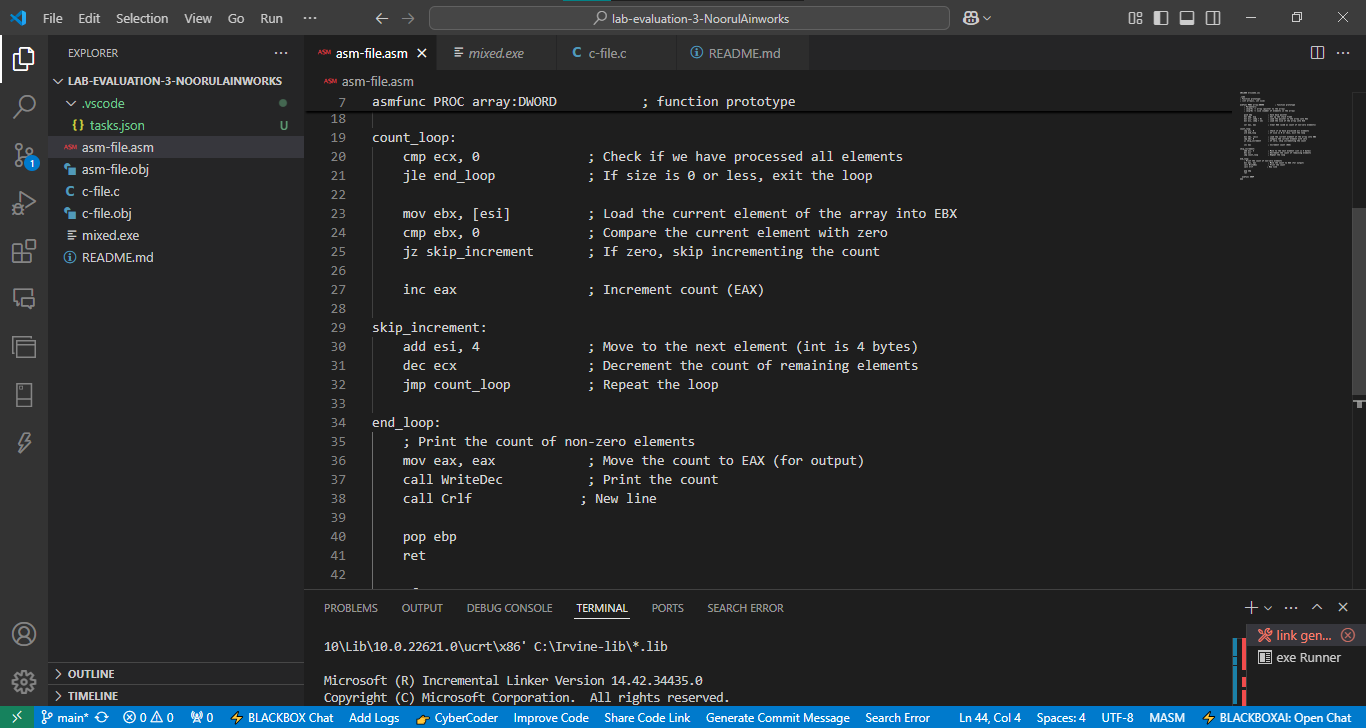 File Edit Selection View Go Run ···
lab-evaluation-3-NoorulAinworks
EXPLORER
LAB-EVALUATION-3-NOORULAINWORKS
.vscode
{} tasks.json U
ASM asm-file.asm
asm-file.obj
C c-file.c
c-file.obj
mixed.exe
README.md
1
OUTLINE
TIMELINE
ASM asm-file.asm
mixed.exe
C c-file.c
README.md
ASM asm-file.asm
7 asmfunc PROC array:DWORD ; function prototype
18
19 count_loop:
20 cmp ecx, 0 ; Check if we have processed all elements
21 jle end_loop ; If size is 0 or less, exit the loop
22
23 mov ebx, [esi] ; Load the current element of the array into EBX
24 cmp ebx, 0 ; Compare the current element with zero
25 jz skip_increment ; If zero, skip incrementing the count
26
27 inc eax ; Increment count (EAX)
28
29 skip_increment:
30 add esi, 4 ; Move to the next element (int is 4 bytes)
31 dec ecx ; Decrement the count of remaining elements
32 jmp count_loop ; Repeat the loop
33
34 end_loop:
35 ; Print the count of non-zero elements
36 mov eax, eax ; Move the count to EAX (for output)
37 call WriteDec ; Print the count
38 call Crlf ; New line
39
40 pop ebp
41 ret
42
PROBLEMS OUTPUT DEBUG CONSOLE TERMINAL PORTS SEARCH ERROR
10\Lib\10.0.22621.0\ucrt\x86' C:\Irvine-lib\*.lib
Microsoft (R) Incremental Linker Version 14.42.34435.0
Copyright (C) Microsoft Corporation.  All rights reserved.
link gen...
exe Runner
main* 0 0 0 BLACKBOX Chat Add Logs CyberCoder Improve Code Share Code Link Generate Commit Message Search Error Ln 44, Col 4 Spaces: 4 UTF-8 MASM BLACKBOXAI: Open Chat